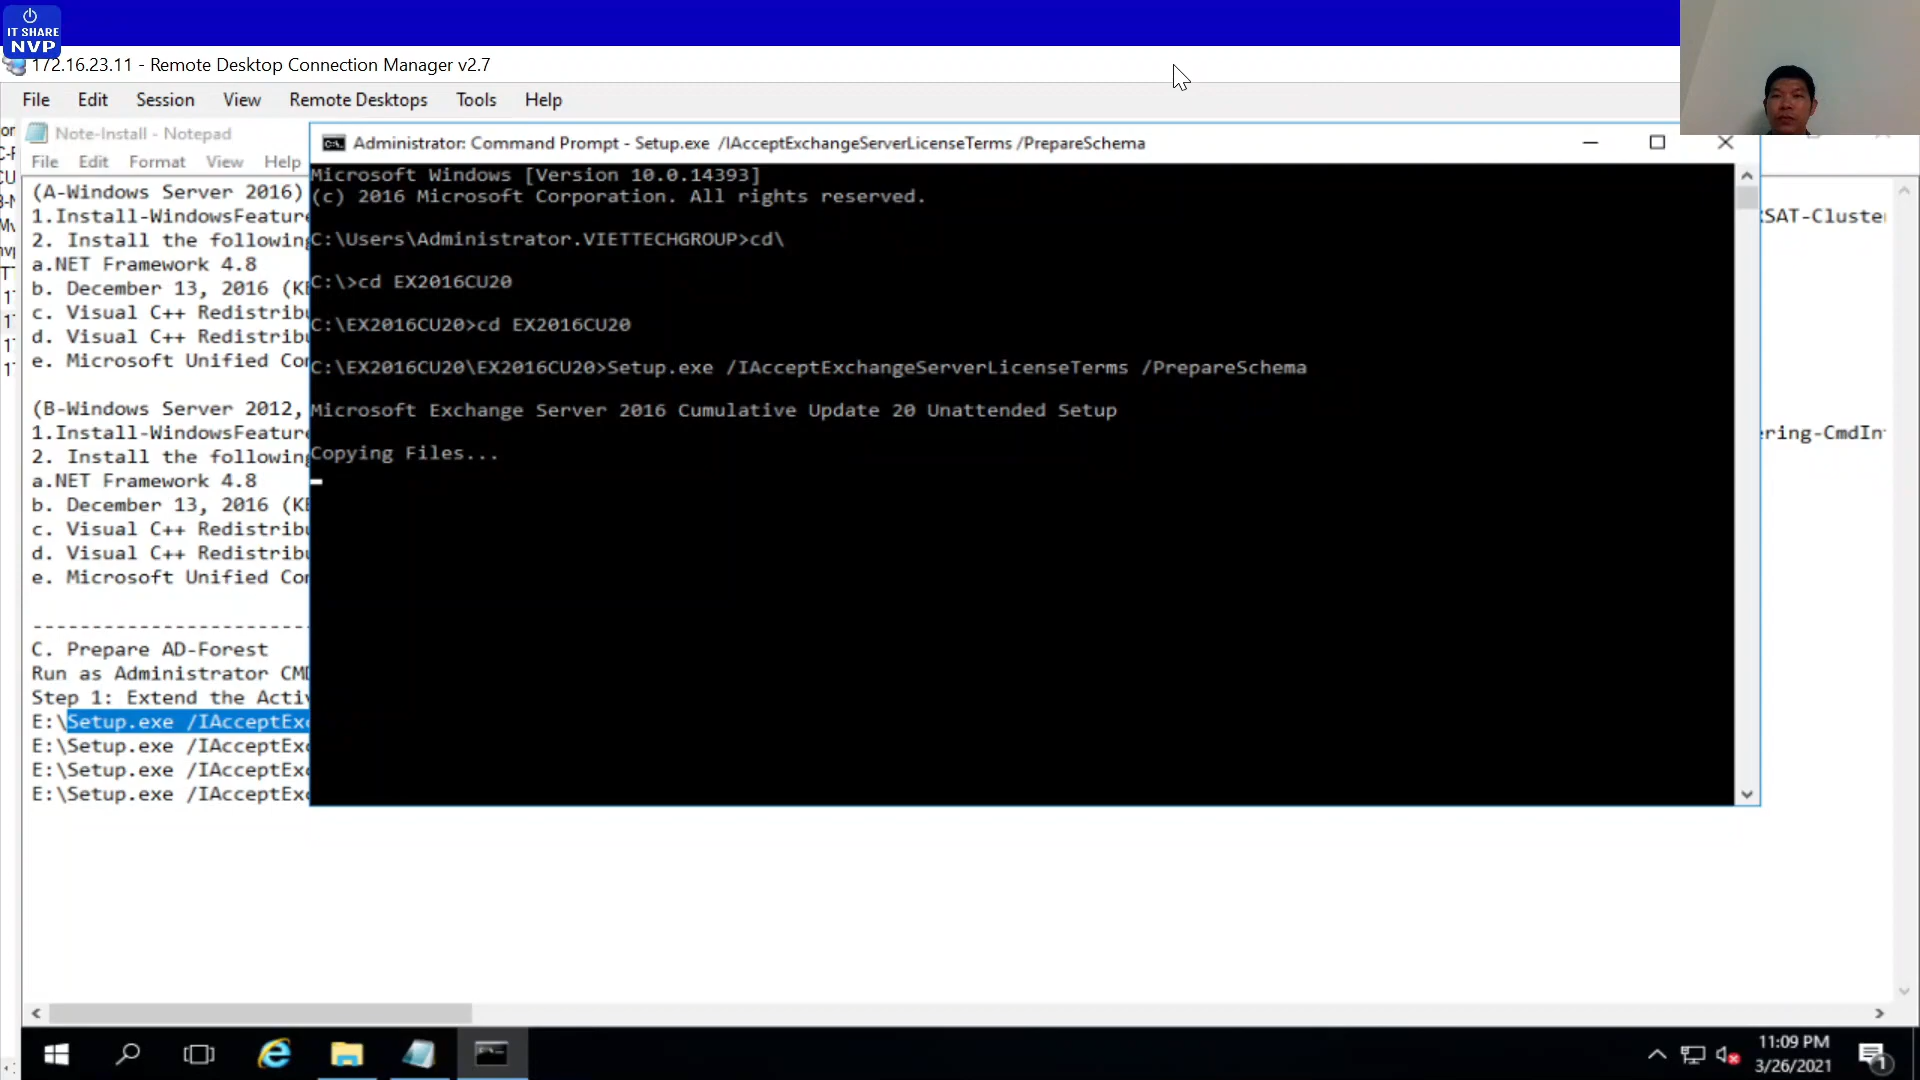 IT SHARE
NVP
172.16.23.11 - Remote Desktop Connection Manager v2.7
File Edit Session View Remote Desktops Tools Help
Note-Install - Notepad
File Edit Format View Help
(A-Windows Server 2016)
1.Install-WindowsFeature
2. Install the following
a.NET Framework 4.8
b. December 13, 2016 (KB
c. Visual C++ Redistribu
d. Visual C++ Redistribu
e. Microsoft Unified Com
(B-Windows Server 2012,
1.Install-WindowsFeature
2. Install the following
a.NET Framework 4.8
b. December 13, 2016 (KB
c. Visual C++ Redistribu
d. Visual C++ Redistribu
e. Microsoft Unified Com
------------------------
C. Prepare AD-Forest
Run as Administrator CMD
Step 1: Extend the Activ
E:\Setup.exe /IAcceptExc
E:\Setup.exe /IAcceptExc
E:\Setup.exe /IAcceptExc
E:\Setup.exe /IAcceptExc
Administrator: Command Prompt - Setup.exe /IAcceptExchangeServerLicenseTerms /PrepareSchema
Microsoft Windows [Version 10.0.14393]
(c) 2016 Microsoft Corporation. All rights reserved.
C:\Users\Administrator.VIETTECHGROUP>cd\
C:\>cd EX2016CU20
C:\EX2016CU20>cd EX2016CU20
C:\EX2016CU20\EX2016CU20>Setup.exe /IAcceptExchangeServerLicenseTerms /PrepareSchema
Microsoft Exchange Server 2016 Cumulative Update 20 Unattended Setup
Copying Files...
SAT-Cluster
ring-CmdInt
11:09 PM
3/26/2021
1